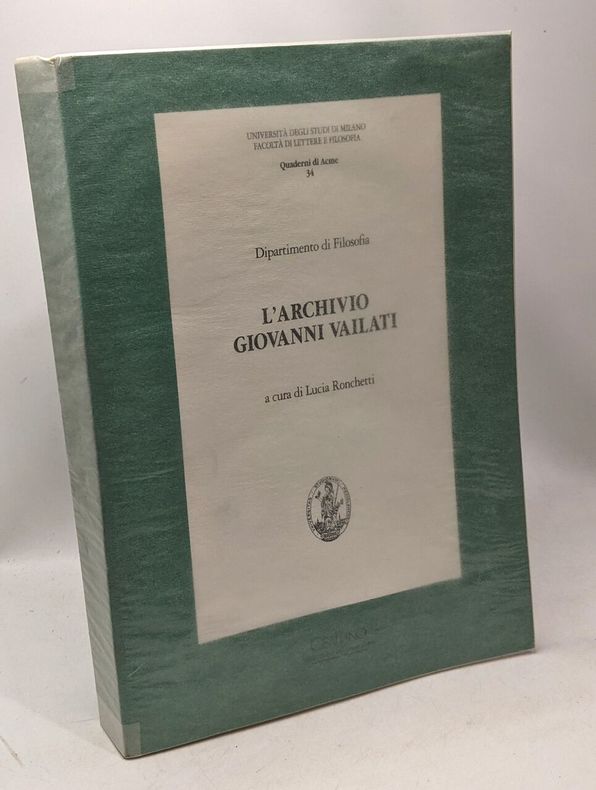 UNIVERSITÀ DEGLI STUDI DI MILANO
FACOLTÀ DI LETTERE E FILOSOFIA
Quaderni di Acme
34
Dipartimento di Filosofia
L'ARCHIVIO
GIOVANNI VAILATI
a cura di Lucia Ronchetti